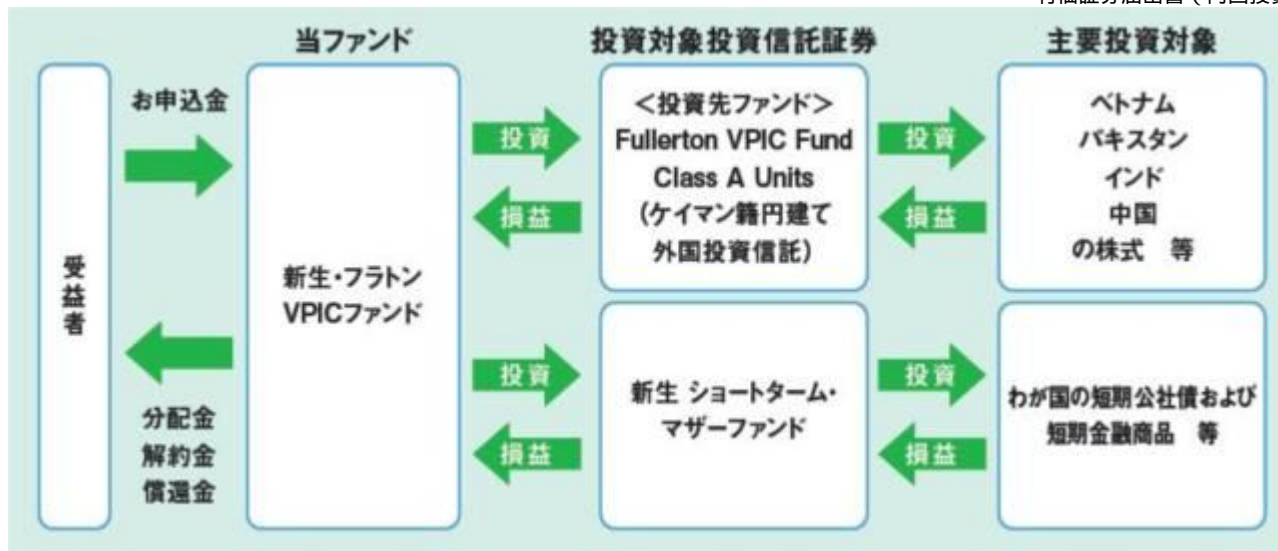 当ファンド
投資対象投資信託証券
主要投資対象
受益者
お申込金
分配金
解約金
償還金
新生・フラトン
VPICファンド
投資
損益
<投資先ファンド>
Fullerton VPIC Fund
Class A Units
(ケイマン籍円建て
外国投資信託)
投資
損益
ベトナム
パキスタン
インド
中国
の株式 等
投資
損益
新生 ショートターム・
マザーファンド
投資
損益
わが国の短期公社債および
短期金融商品 等